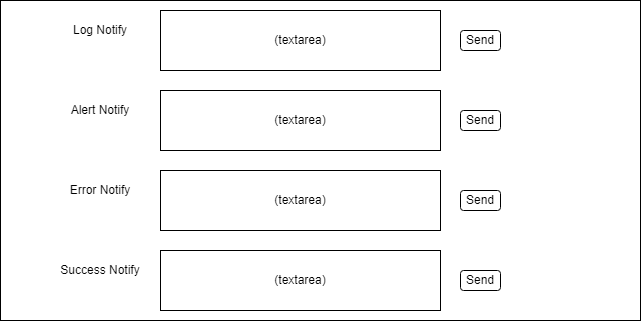 Log Notify
(textarea)
Send
Alert Notify
(textarea)
Send
Error Notify
(textarea)
Send
Success Notify
(textarea)
Send